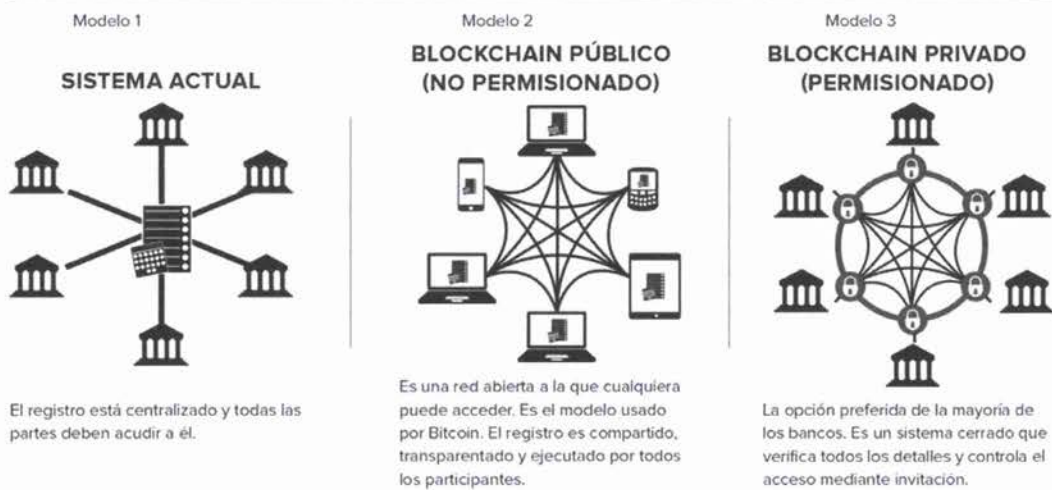 Modelo 1
SISTEMA ACTUAL
El registro está centralizado y todas las
partes deben acudir a él.
Modelo 2
BLOCKCHAIN PÚBLICO
(NO PERMISIONADO)
Es una red abierta a la que cualquiera
puede acceder. Es el modelo usado
por Bitcoin. El registro es compartido,
transparentado y ejecutado por todos
los participantes.
Modelo 3
BLOCKCHAIN PRIVADO
(PERMISIONADO)
La opción preferida de la mayoría de
los bancos. Es un sistema cerrado que
verifica todos los detalles y controla el
acceso mediante invitación.